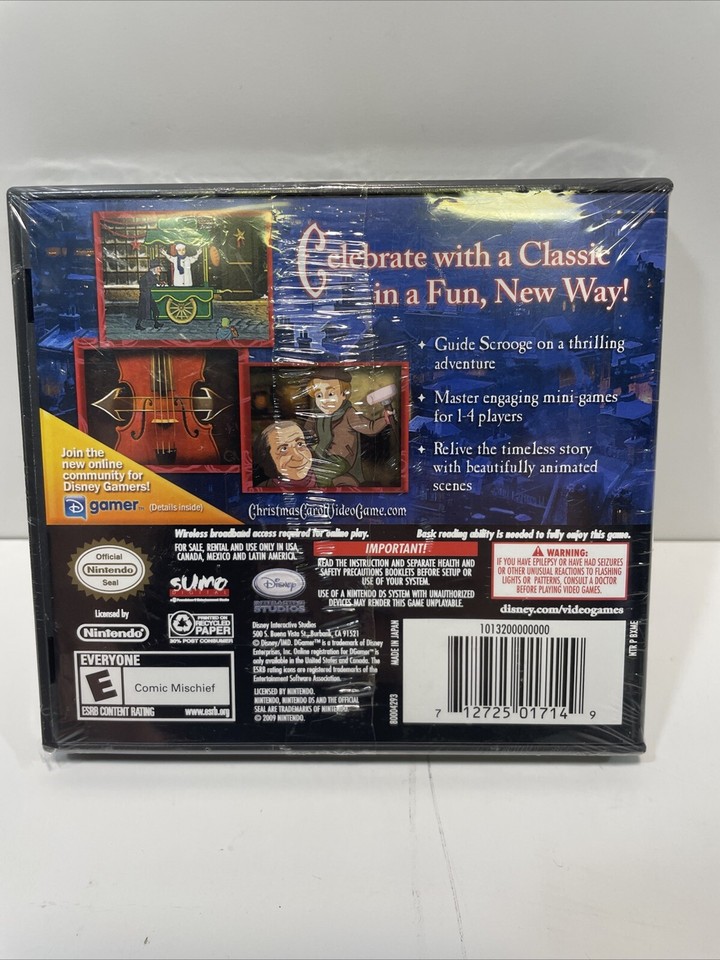 Celebrate with a Classic
in a Fun, New Way!
Guide Scrooge on a thrilling
adventure
Master engaging mini-games
for 1-4 players
Relive the timeless story
with beautifully animated
scenes
Join the
new online
community for
Disney Gamers!
D gamer™ (Details inside)
ChristmasCarolVideoGame.com
Wireless broadband access required for online play.
Basic reading ability is needed to fully enjoy this game.
Official
Nintendo
Seal
Licensed by
Nintendo
FOR SALE, RENTAL AND USE ONLY IN USA,
CANADA, MEXICO AND LATIN AMERICA.
SUMO
DIGITAL
PRINTED ON
RECYCLED
PAPER
30% POST CONSUMER
Disney
INTERACTIVE
STUDIOS
IMPORTANT!
READ THE INSTRUCTION AND SEPARATE HEALTH AND
SAFETY PRECAUTIONS BOOKLETS BEFORE SETUP OR
USE OF YOUR SYSTEM.
USE OF A NINTENDO DS SYSTEM WITH UNAUTHORIZED
DEVICES MAY RENDER THIS GAME UNPLAYABLE.
WARNING:
IF YOU HAVE EPILEPSY OR HAVE HAD SEIZURES
OR OTHER UNUSUAL REACTIONS TO FLASHING
LIGHTS OR PATTERNS, CONSULT A DOCTOR
BEFORE PLAYING VIDEO GAMES.
disney.com/videogames
EVERYONE
E
Comic Mischief
ESRB CONTENT RATING www.esrb.org
Disney Interactive Studios
500 S. Buena Vista St., Burbank, CA 91521
© Disney/IMD. DGamer™ is a trademark of Disney
Enterprises, Inc. Online registration for DGamer™ is
only available in the United States and Canada. The
ESRB rating icons are registered trademarks of the
Entertainment Software Association.
LICENSED BY NINTENDO.
NINTENDO, NINTENDO DS AND THE OFFICIAL
SEAL ARE TRADEMARKS OF NINTENDO.
© 2009 NINTENDO.
MADE IN JAPAN
80004293
1013200000000
7 12725 01714 9
NTR P BXME